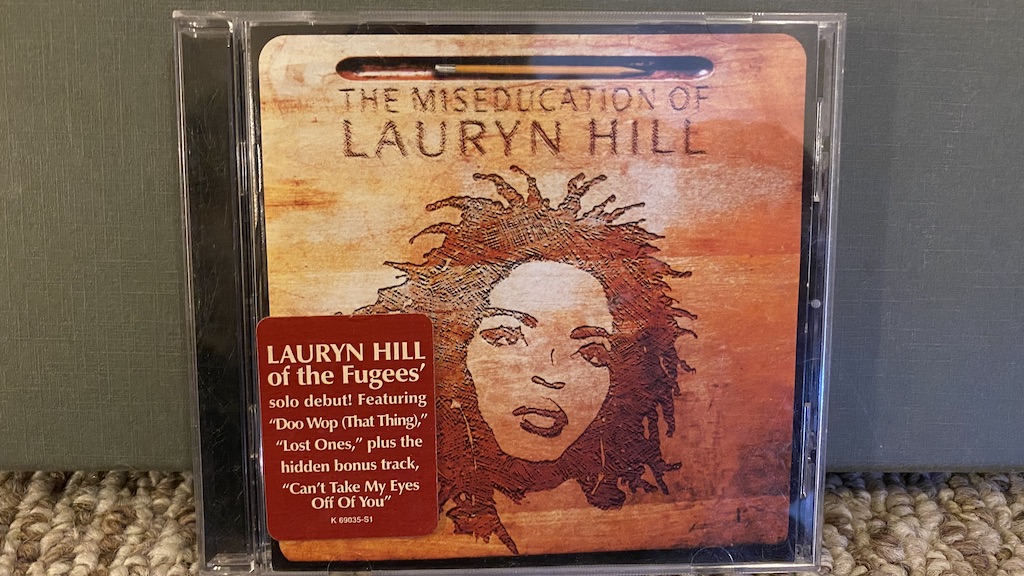 THE MISEDUCATION OF
LAURYN HILL
LAURYN HILL
of the Fugees'
solo debut! Featuring
“Doo Wop (That Thing),”
“Lost Ones,” plus the
hidden bonus track,
“Can't Take My Eyes
Off Of You”
K 69035-S1